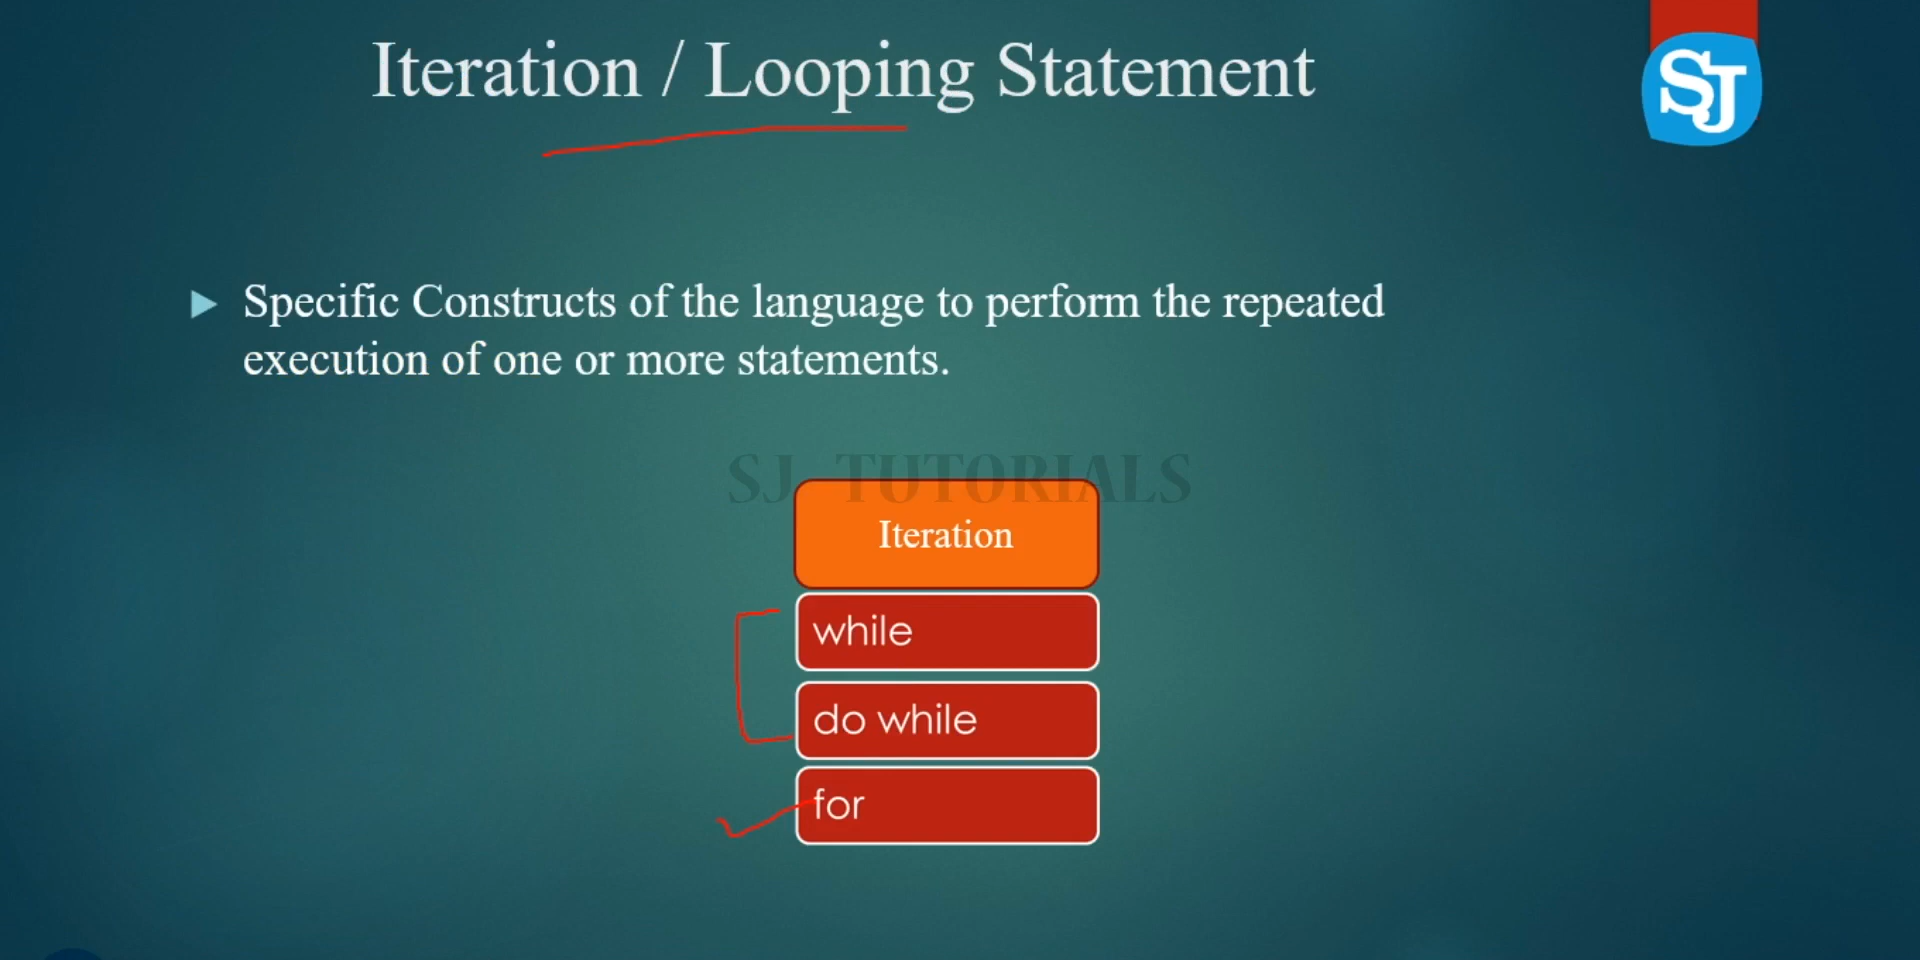 Iteration / Looping Statement
SJ
Specific Constructs of the language to perform the repeated
execution of one or more statements.
SJ TUTORIALS
Iteration
while
do while
for